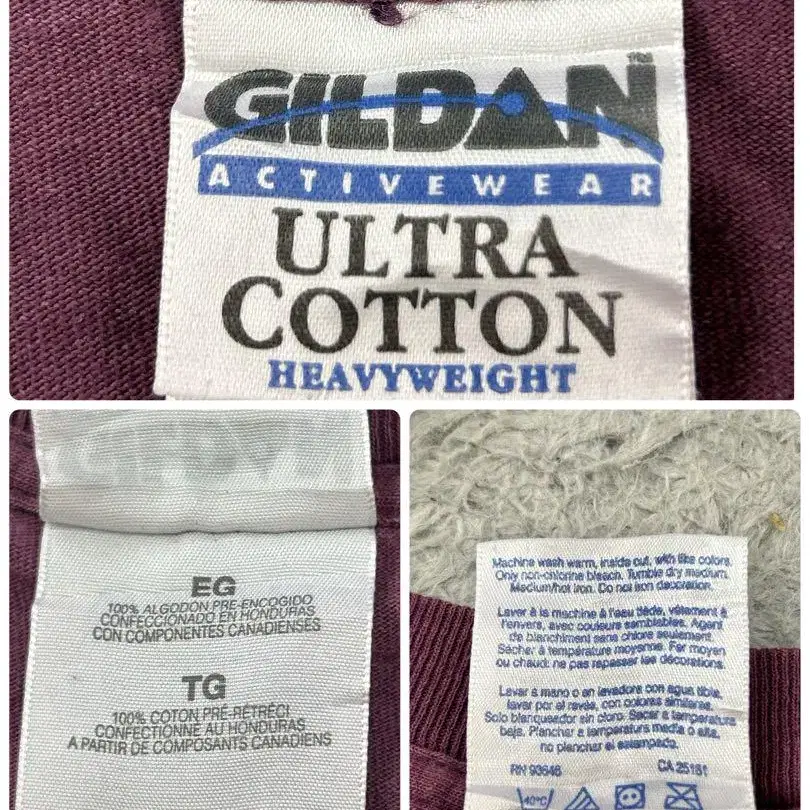 GILDAN
ACTIVEWEAR
ULTRA
COTTON
HEAVYWEIGHT
EG
100% ALGODON PRE-ENCOGIDO
CONFECCIONADO EN HONDURAS
CON COMPONENTES CANADIENSES
TG
100% COTON PRÉ-RÉTRÉCI
CONFECTIONNÉ AU HONDURAS
A PARTIR DE COMPOSANTS CANADIENS
Machine wash warm, inside out, with like colors.
Only non-chlorine bleach. Tumble dry medium.
Medium/hot iron. Do not iron decoration.
Laver à la machine à l'eau tiède, vêtement à
l'envers, avec couleurs semblables. Agent
de blanchiment sans chlore seulement.
Sécher à température moyenne. Fer moyen
ou chaud: ne pas repasser les décorations.
Lavar a mano o en lavadora con agua tibia,
lavar por el revés, con colores similares.
Solo blanqueador sin cloro. Secar a temperatura
baja. Planchar a temperatura media o alta,
no planchar el estampado.
RN 93646 CA 25181
40°C